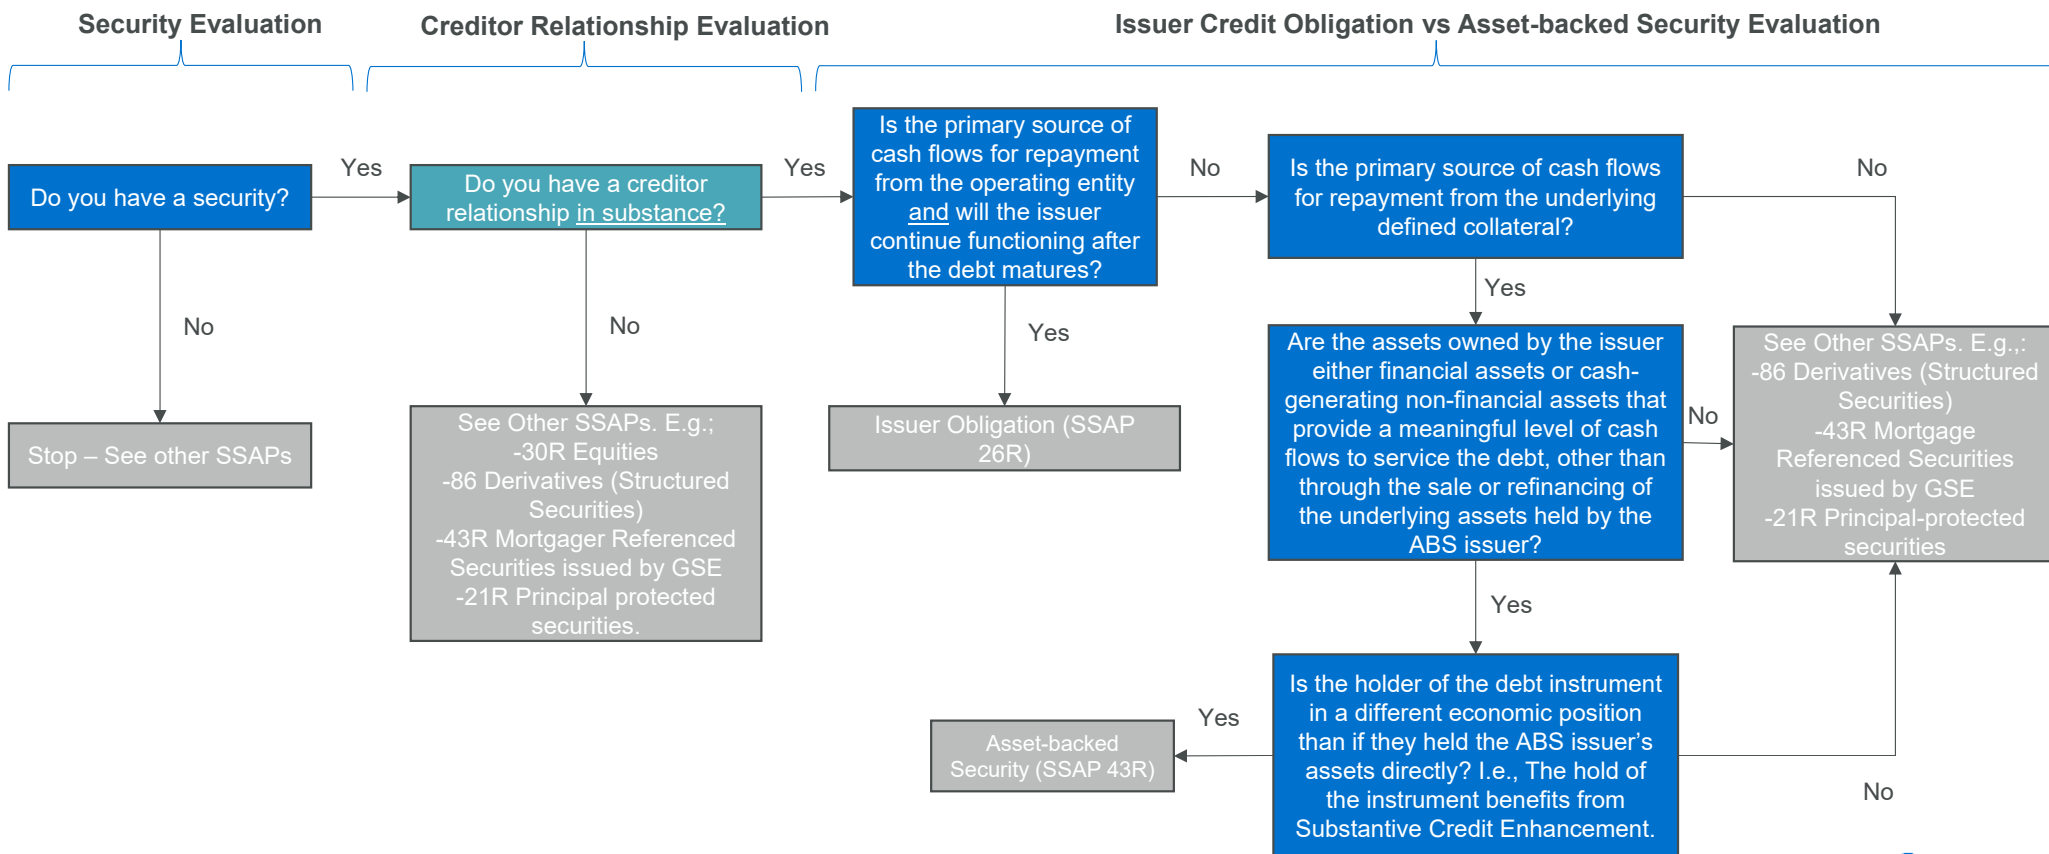 Security Evaluation
Creditor Relationship Evaluation
Issuer Credit Obligation vs Asset-backed Security Evaluation
Do you have a security?
Yes
No
Stop – See other SSAPs
Do you have a creditor
relationship in substance?
Yes
No
See Other SSAPs. E.g.;
-30R Equities
-86 Derivatives (Structured
Securities)
-43R Mortgager Referenced
Securities issued by GSE
-21R Principal protected
securities.
Is the primary source of
cash flows for repayment
from the operating entity
and will the issuer
continue functioning after
the debt matures?
No
Yes
Issuer Obligation (SSAP
26R)
Is the primary source of cash flows
for repayment from the underlying
defined collateral?
No
Yes
Are the assets owned by the issuer
either financial assets or cash-
generating non-financial assets that
provide a meaningful level of cash
flows to service the debt, other than
through the sale or refinancing of
the underlying assets held by the
ABS issuer?
No
Yes
See Other SSAPs. E.g.,:
-86 Derivatives (Structured
Securities)
-43R Mortgage
Referenced Securities
issued by GSE
-21R Principal-protected
securities
Is the holder of the debt instrument
in a different economic position
than if they held the ABS issuer's
assets directly? I.e., The hold of
the instrument benefits from
Substantive Credit Enhancement.
Yes
No
Asset-backed
Security (SSAP 43R)